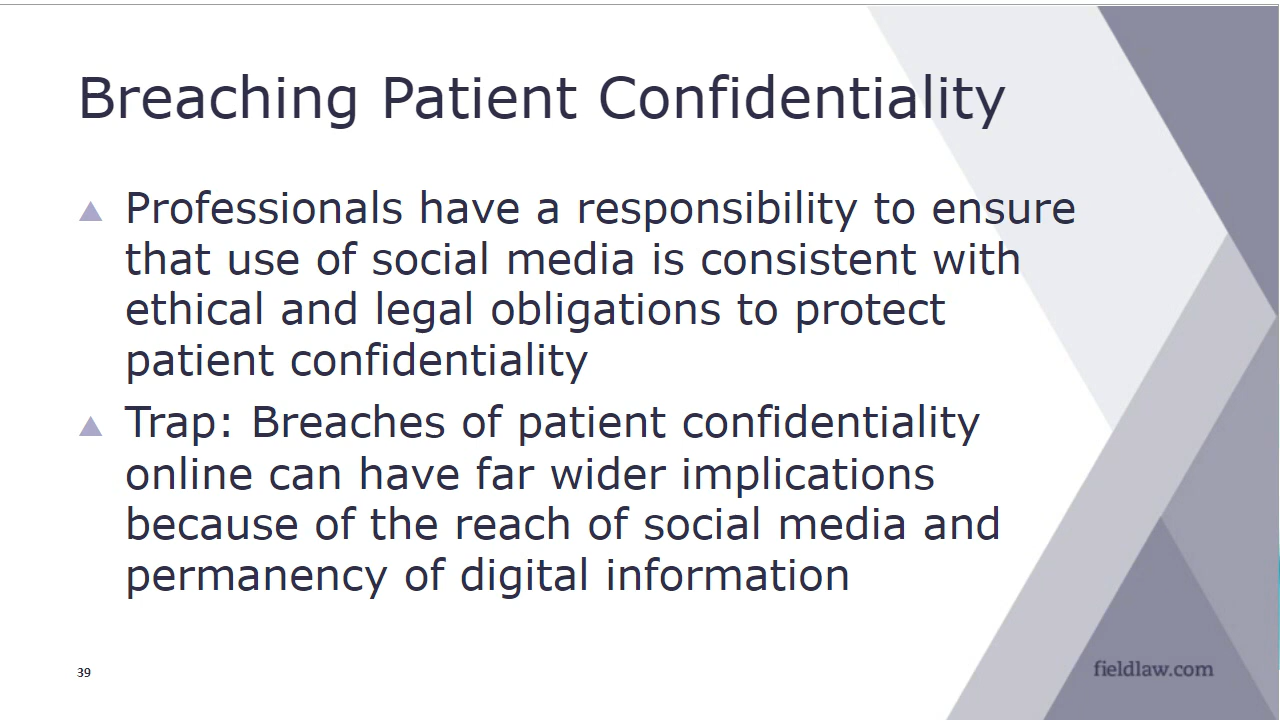 Breaching Patient Confidentiality
Professionals have a responsibility to ensure
that use of social media is consistent with
ethical and legal obligations to protect
patient confidentiality
Trap: Breaches of patient confidentiality
online can have far wider implications
because of the reach of social media and
permanency of digital information
39
fieldlaw.com